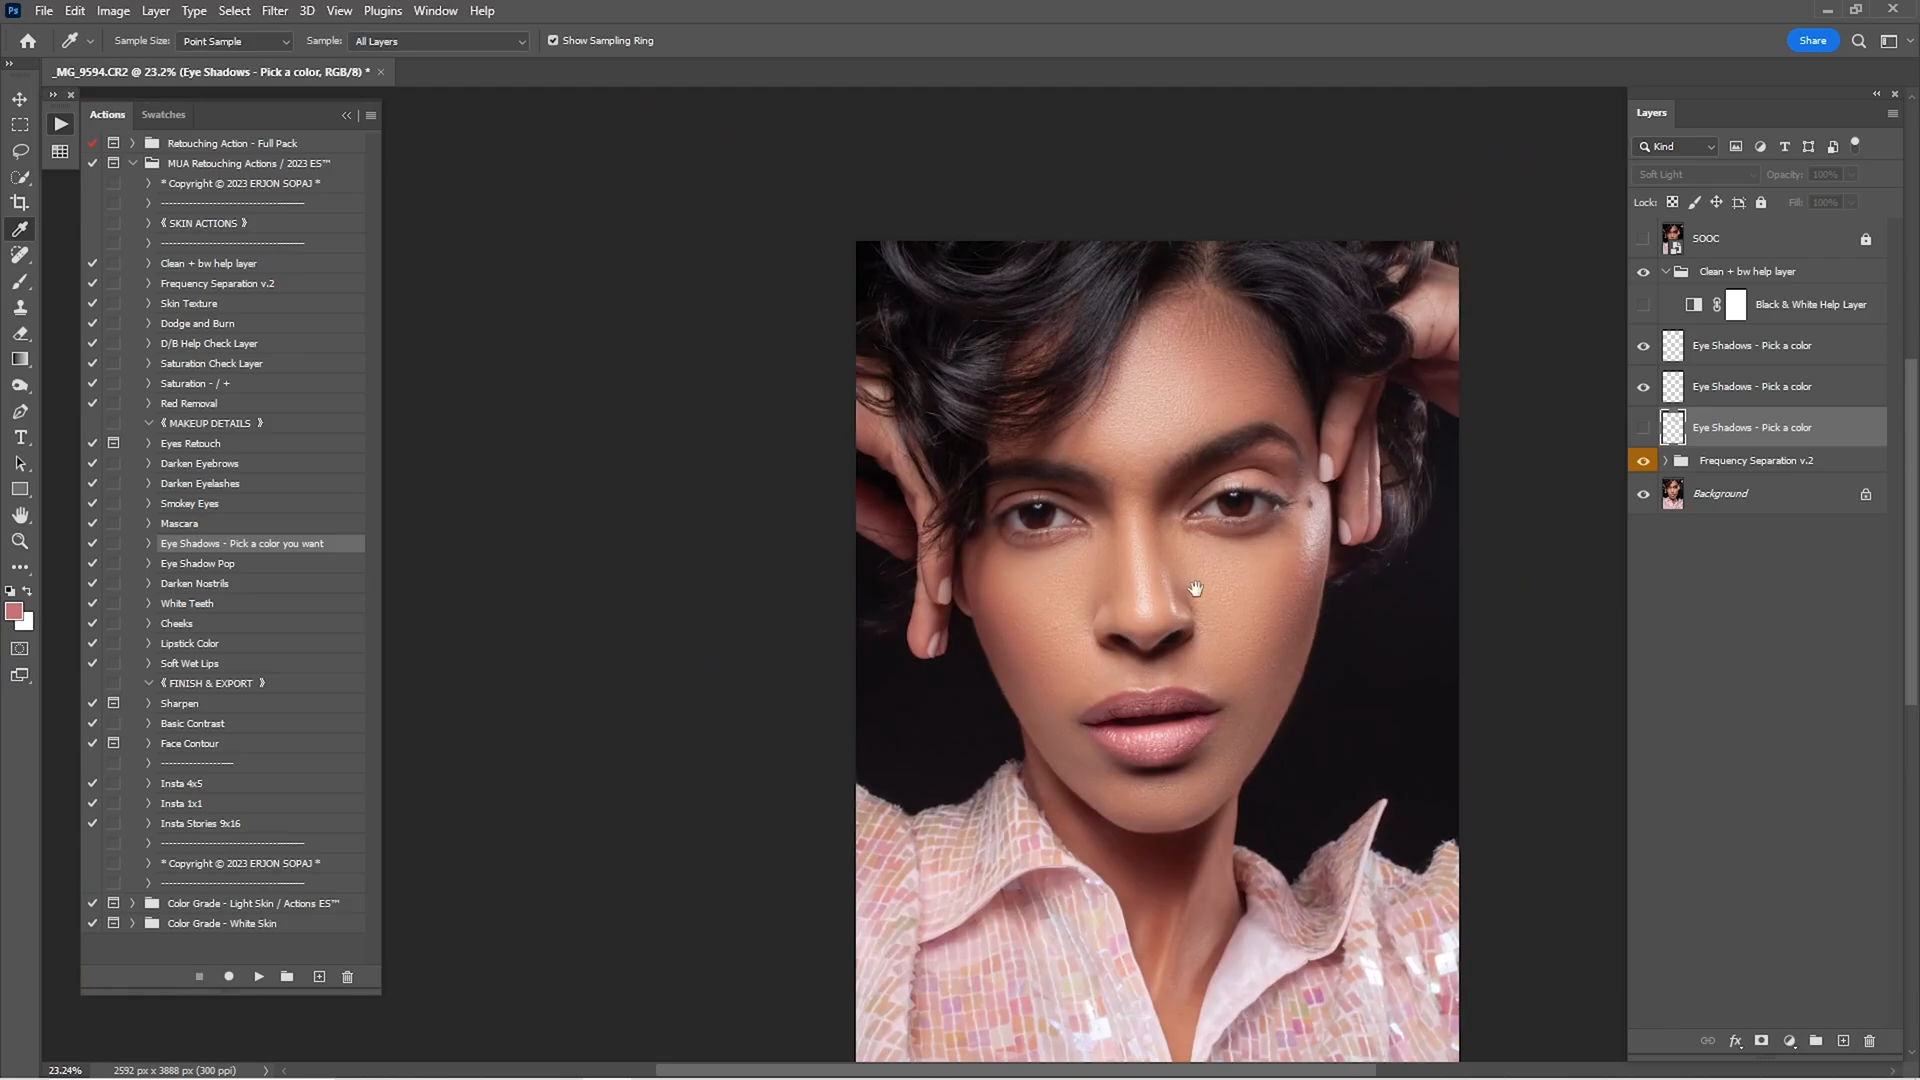 Ps File Edit Image Layer Type Select Filter 3D View Plugins Window Help
Sample Size: Point Sample Sample: All Layers Show Sampling Ring Share
_MG_9594.CR2 @ 23.2% (Eye Shadows - Pick a color, RGB/8) *
Actions Swatches
Retouching Action - Full Pack
MUA Retouching Actions / 2023 ES™
* Copyright © 2023 ERJON SOPAJ *
------------------------------------
《 SKIN ACTIONS 》
------------------------------------
Clean + bw help layer
Frequency Separation v.2
Skin Texture
Dodge and Burn
D/B Help Check Layer
Saturation Check Layer
Saturation - / +
Red Removal
《 MAKEUP DETAILS 》
Eyes Retouch
Darken Eyebrows
Darken Eyelashes
Smokey Eyes
Mascara
Eye Shadows - Pick a color you want
Eye Shadow Pop
Darken Nostrils
White Teeth
Cheeks
Lipstick Color
Soft Wet Lips
《 FINISH & EXPORT 》
Sharpen
Basic Contrast
Face Contour
------------------
Insta 4x5
Insta 1x1
Insta Stories 9x16
------------------------------------
* Copyright © 2023 ERJON SOPAJ *
------------------------------------
Color Grade - Light Skin / Actions ES™
Color Grade - White Skin
Layers
Kind
Soft Light Opacity: 100%
Lock: Fill: 100%
SOOC
Clean + bw help layer
Black & White Help Layer
Eye Shadows - Pick a color
Eye Shadows - Pick a color
Eye Shadows - Pick a color
Frequency Separation v.2
Background
fx
23.24% 2592 px x 3888 px (300 ppi)